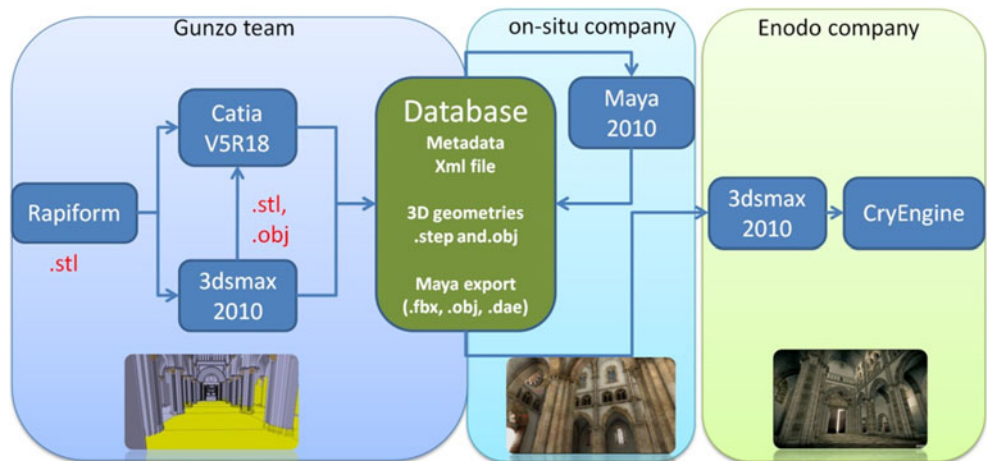 Gunzo team
Rapiform
.stl
Catia
V5R18
.stl,
.obj
3dsmax
2010
Database
Metadata
Xml file
3D geometries
.step and.obj
Maya export
(.fbx, .obj, .dae)
on-situ company
Maya
2010
Enodo company
3dsmax
2010
CryEngine